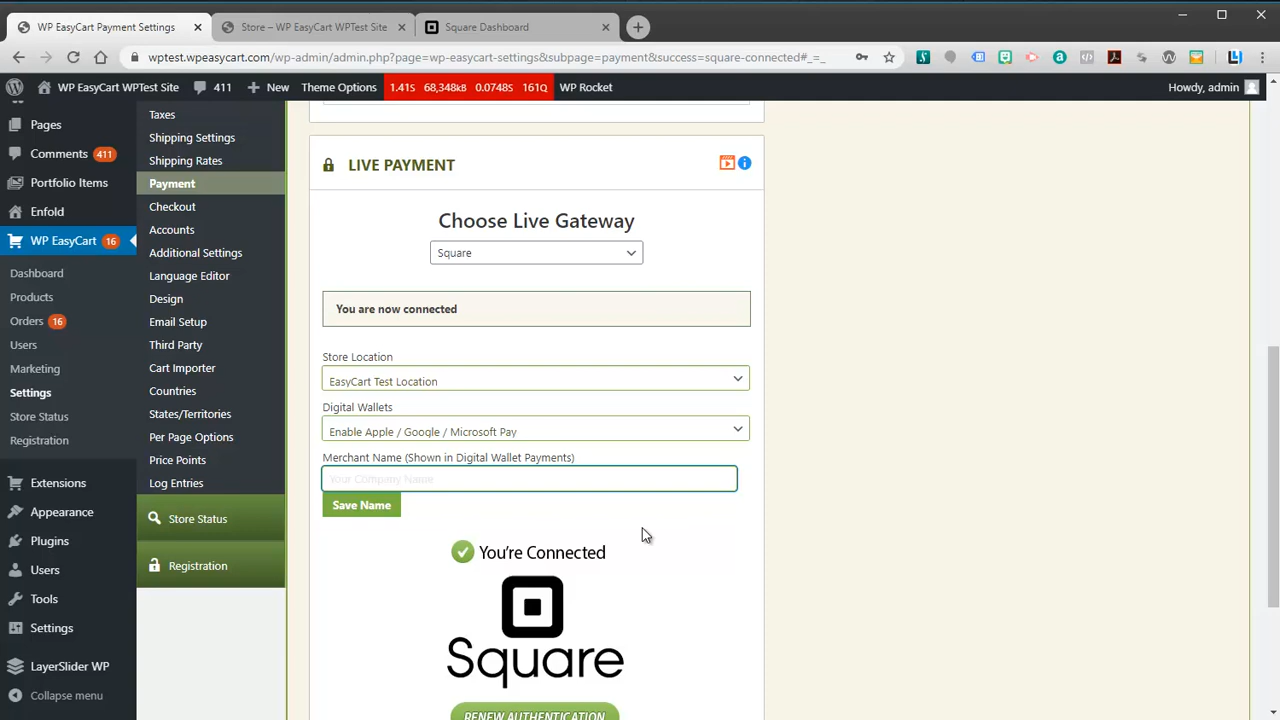 WP EasyCart Payment Settings
Store – WP EasyCart WPTest Site
Square Dashboard
wptest.wpeasycart.com/wp-admin/admin.php?page=wp-easycart-settings&subpage=payment&success=square-connected#_=_
WP EasyCart WPTest Site
411
New
Theme Options
1.41S 68,348kB 0.0748S 161Q
WP Rocket
Howdy, admin
Pages
Comments 411
Portfolio Items
Enfold
WP EasyCart 16
Dashboard
Products
Orders 16
Users
Marketing
Settings
Store Status
Registration
Extensions
Appearance
Plugins
Users
Tools
Settings
LayerSlider WP
Collapse menu
Taxes
Shipping Settings
Shipping Rates
Payment
Checkout
Accounts
Additional Settings
Language Editor
Design
Email Setup
Third Party
Cart Importer
Countries
States/Territories
Per Page Options
Price Points
Log Entries
Store Status
Registration
LIVE PAYMENT
Choose Live Gateway
Square
You are now connected
Store Location
EasyCart Test Location
Digital Wallets
Enable Apple / Google / Microsoft Pay
Merchant Name (Shown in Digital Wallet Payments)
Your Company Name
Save Name
You're Connected
Square
RENEW AUTHENTICATION